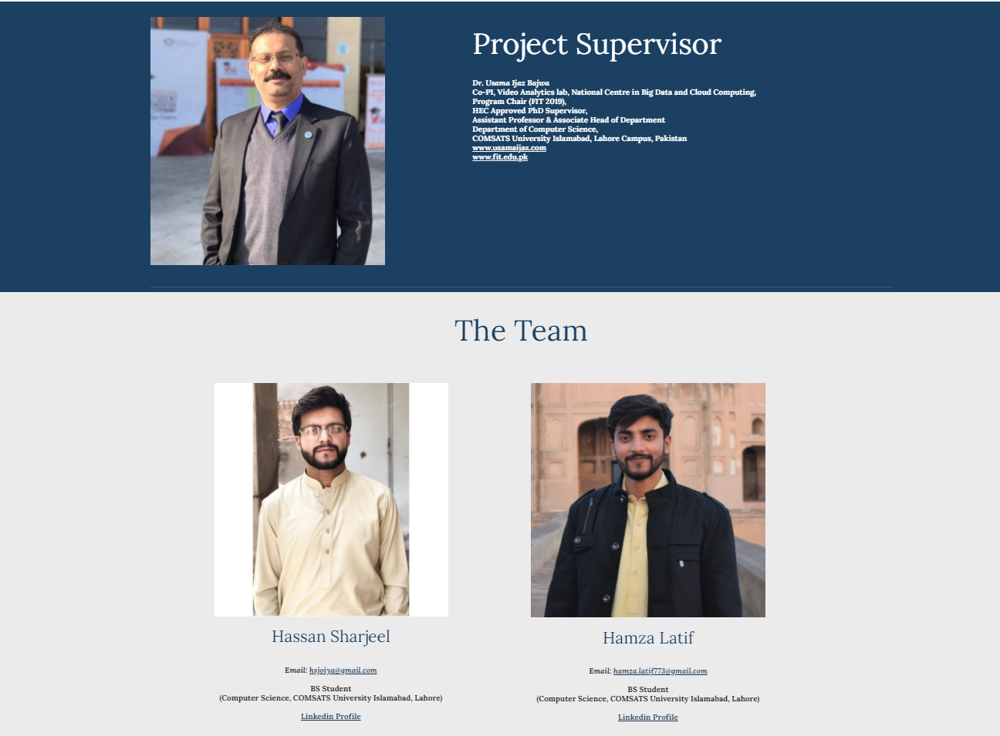 Project Supervisor
Dr. Usama Ijaz Bajwa
Co-PI, Video Analytics lab, National Centre in Big Data and Cloud Computing,
Program Chair (FIT 2019),
HEC Approved PhD Supervisor,
Assistant Professor & Associate Head of Department
Department of Computer Science,
COMSATS University Islamabad, Lahore Campus, Pakistan
www.usamaijaz.com
www.fit.edu.pk
The Team
Hassan Sharjeel
Email: hsjoiya@gmail.com
BS Student
(Computer Science, COMSATS University Islamabad, Lahore)
Linkedin Profile
Hamza Latif
Email: hamza.latif773@gmail.com
BS Student
(Computer Science, COMSATS University Islamabad, Lahore)
Linkedin Profile